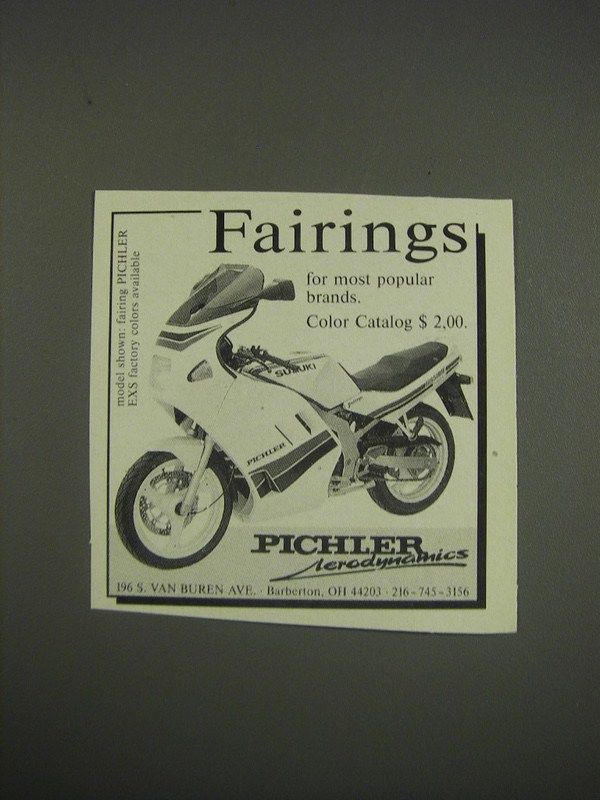 Fairings
for most popular
brands.
Color Catalog $ 2,00.
model shown: fairing PICHLER
EXS factory colors available
SUZUKI
PICHLER
PICHLER
Aerodynamics
196 S. VAN BUREN AVE. · Barberton, OH 44203 · 216-745-3156